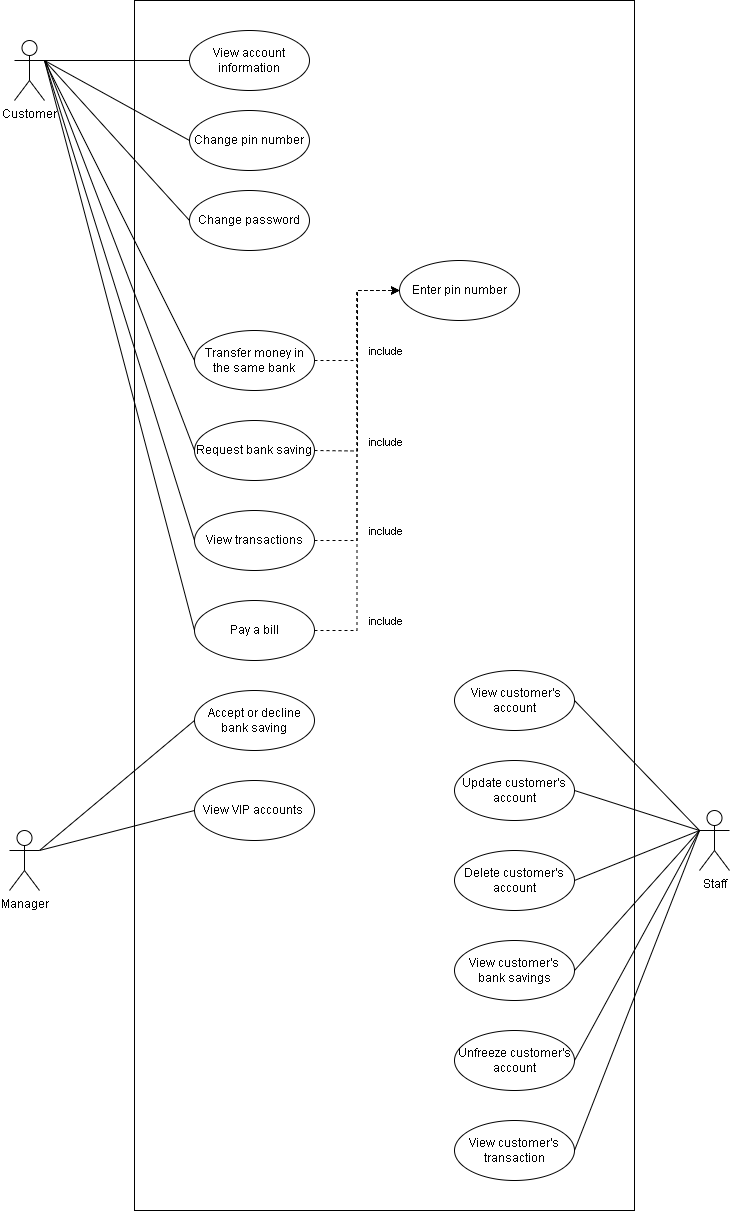 View account
information
Customer
Change pin number
Change password
Enter pin number
Transfer money in
the same bank
include
Request bank saving
include
View transactions
include
Pay a bill
include
View customer's
account
Accept or decline
bank saving
Update customer's
account
View VIP accounts
Manager
Delete customer's
account
Staff
View customer's
bank savings
Unfreeze customer's
account
View customer's
transaction